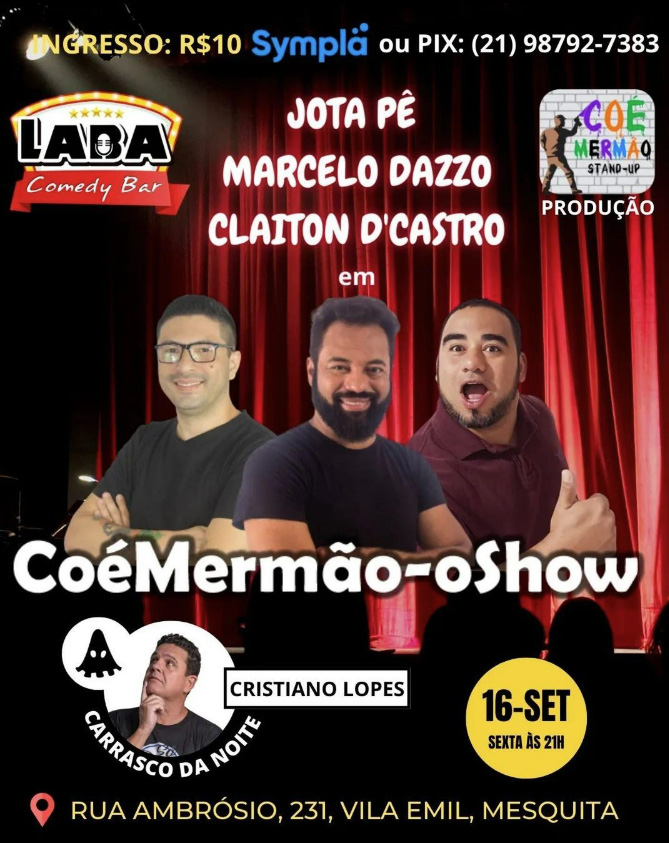 INGRESSO: R$10 Sympla ou PIX: (21) 98792-7383
LABA
Comedy Bar
JOTA PÊ
MARCELO DAZZO
CLAITON D'CASTRO
em
COÉ
MERMÃO
STAND-UP
PRODUÇÃO
CoéMermão-oShow
CRISTIANO LOPES
CARRASCO DA NOITE
16-SET
SEXTA ÀS 21H
RUA AMBRÓSIO, 231, VILA EMIL, MESQUITA